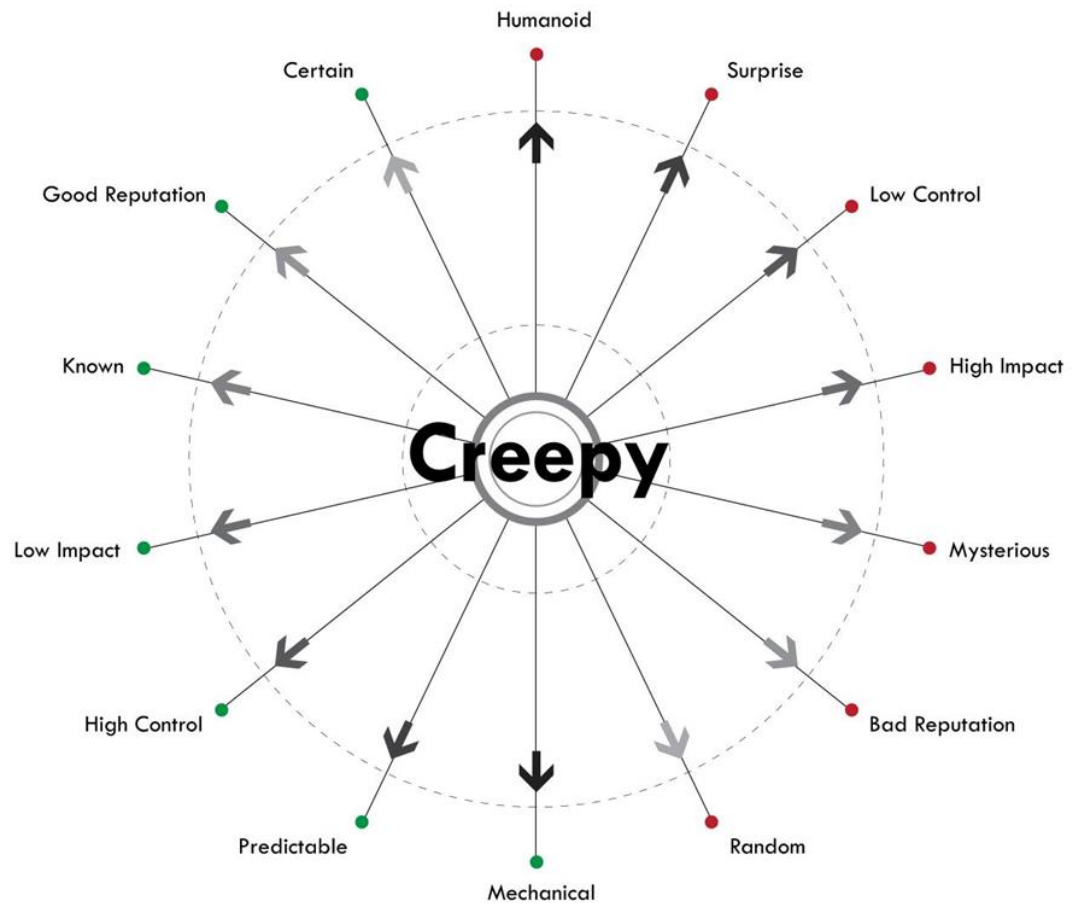 Humanoid
Certain
Surprise
Good Reputation
Low Control
Known
High Impact
Creepy
Low Impact
Mysterious
High Control
Bad Reputation
Predictable
Random
Mechanical